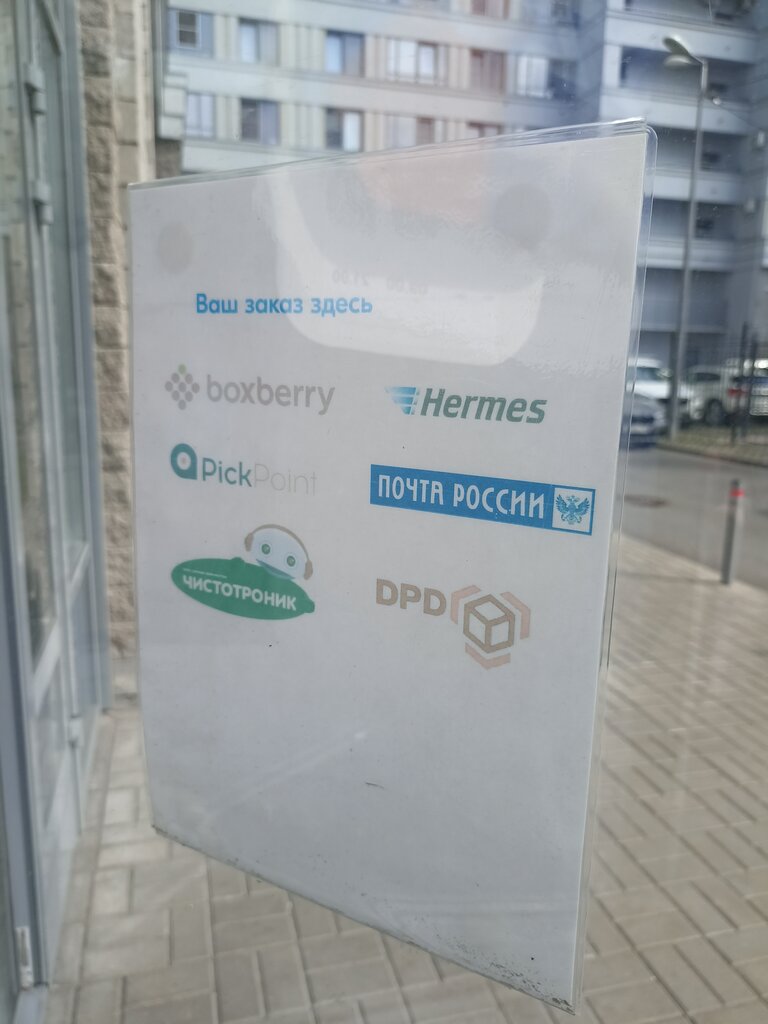 Ваш заказ здесь
boxberry
Hermes
PickPoint
ПОЧТА РОССИИ
ЧИСТОТРОНИК
DPD